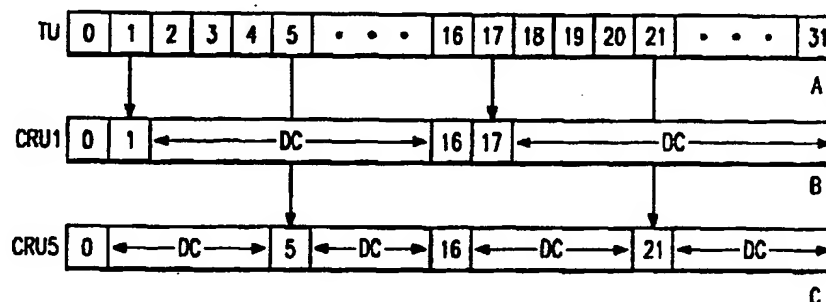 TU 0 1 2 3 4 5 • • • 16 17 18 19 20 21 • • • 31
A
CRU1 0 1 DC 16 17 DC
B
CRU5 0 DC 5 DC 16 DC 21 DC
C